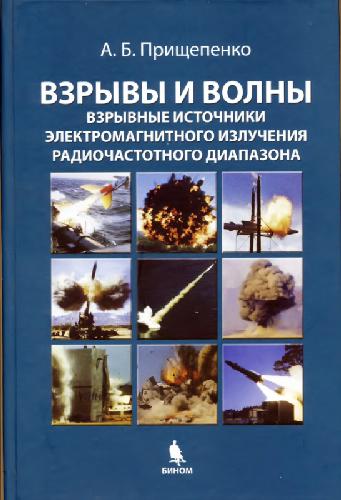 А. Б. Прищепенко
ВЗРЫВЫ И ВОЛНЫ
ВЗРЫВНЫЕ ИСТОЧНИКИ
ЭЛЕКТРОМАГНИТНОГО ИЗЛУЧЕНИЯ
РАДИОЧАСТОТНОГО ДИАПАЗОНА
БИНОМ